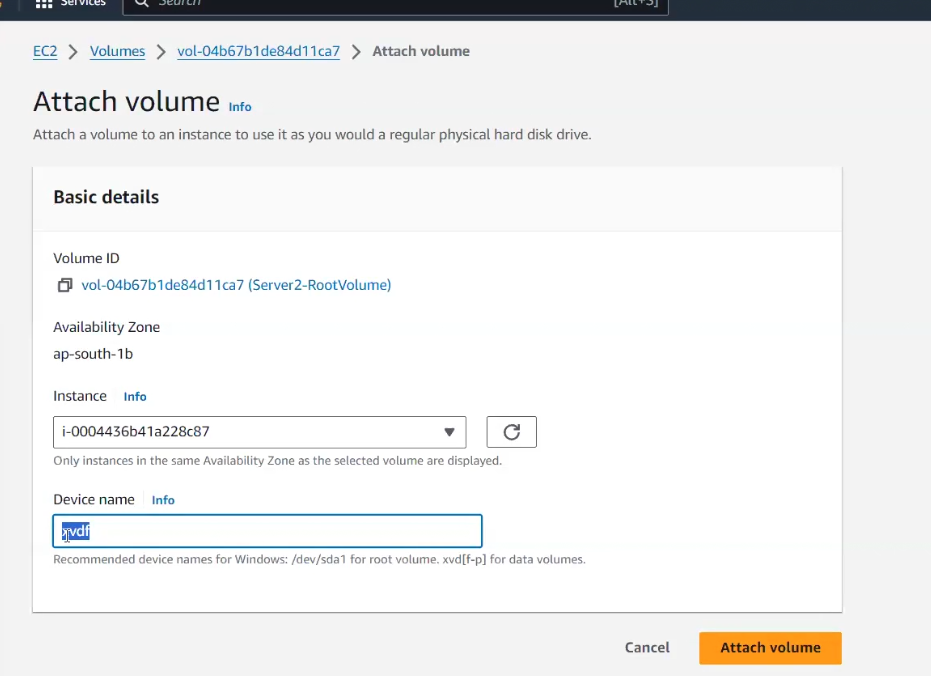 Services
Search
[Alt+S]
EC2 > Volumes > vol-04b67b1de84d11ca7 > Attach volume
Attach volume Info
Attach a volume to an instance to use it as you would a regular physical hard disk drive.
Basic details
Volume ID
vol-04b67b1de84d11ca7 (Server2-RootVolume)
Availability Zone
ap-south-1b
Instance Info
i-0004436b41a228c87
Only instances in the same Availability Zone as the selected volume are displayed.
Device name Info
xvdf
Recommended device names for Windows: /dev/sda1 for root volume. xvd[f-p] for data volumes.
Cancel
Attach volume